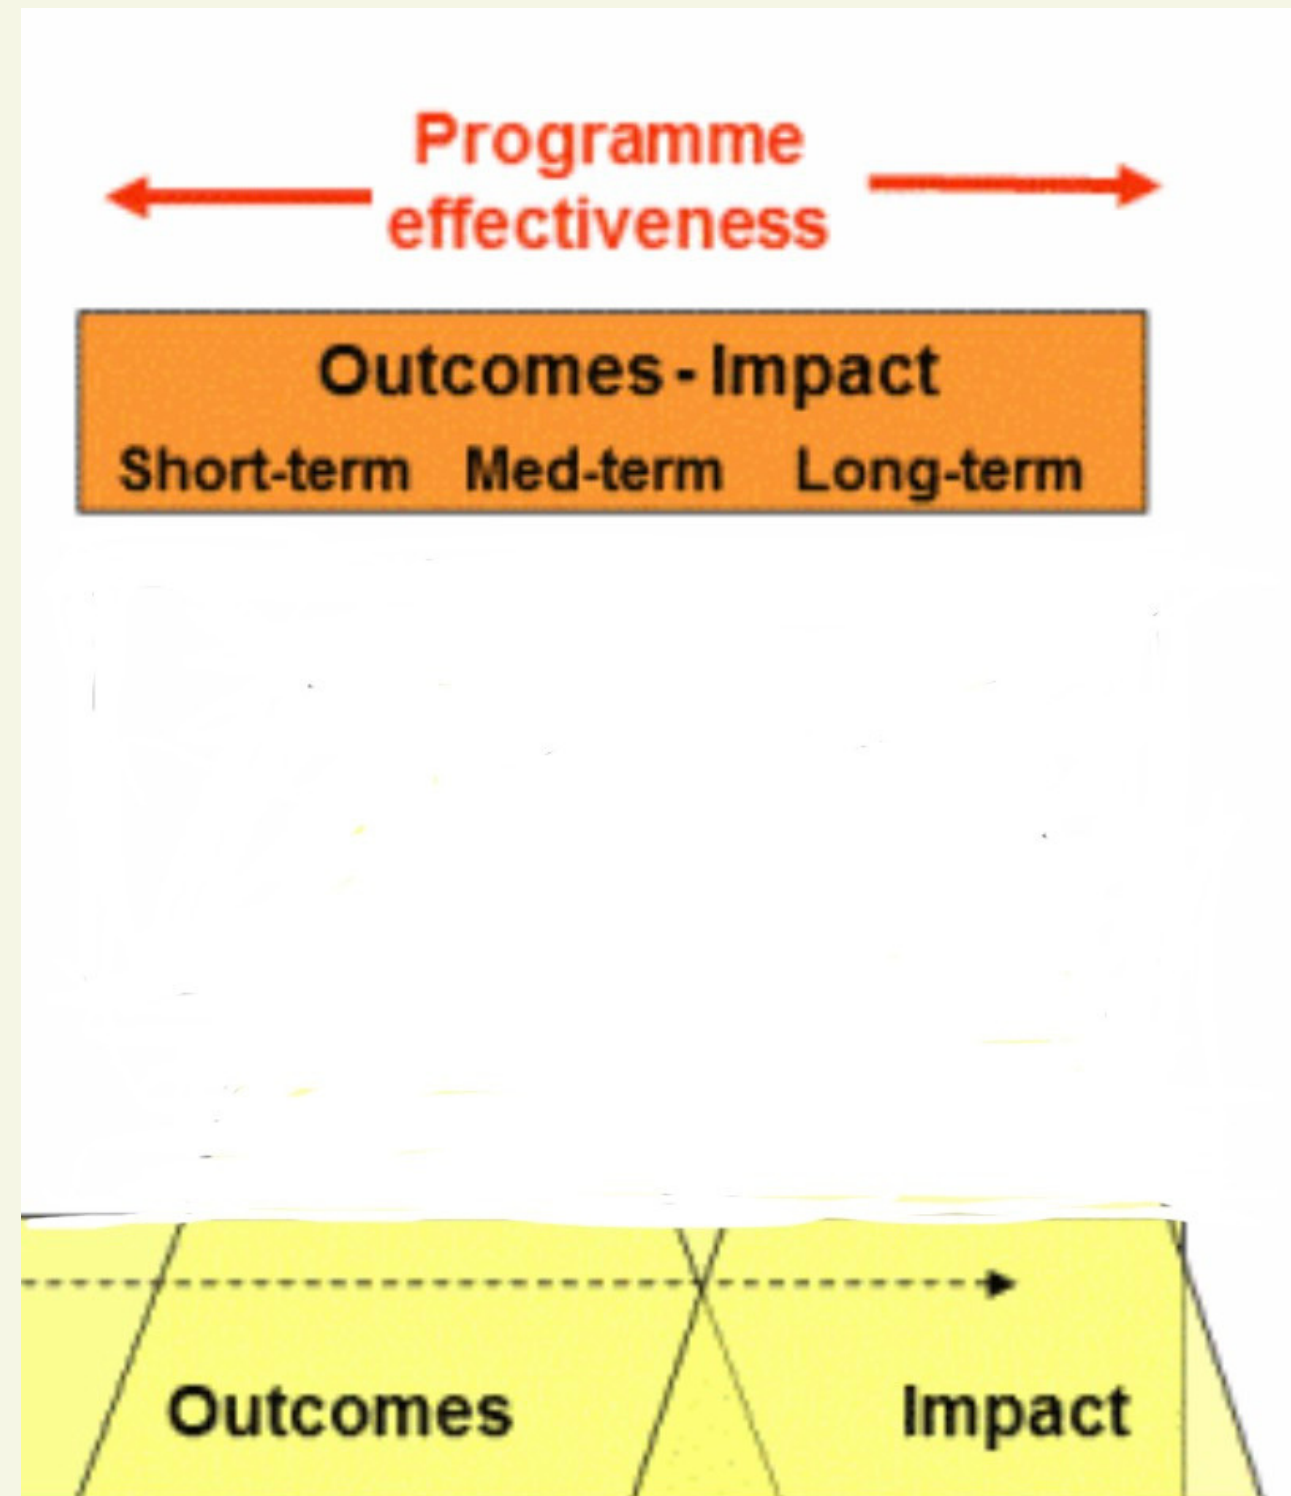 Programme
effectiveness
Outcomes - Impact
Short-term Med-term Long-term
Outcomes Impact